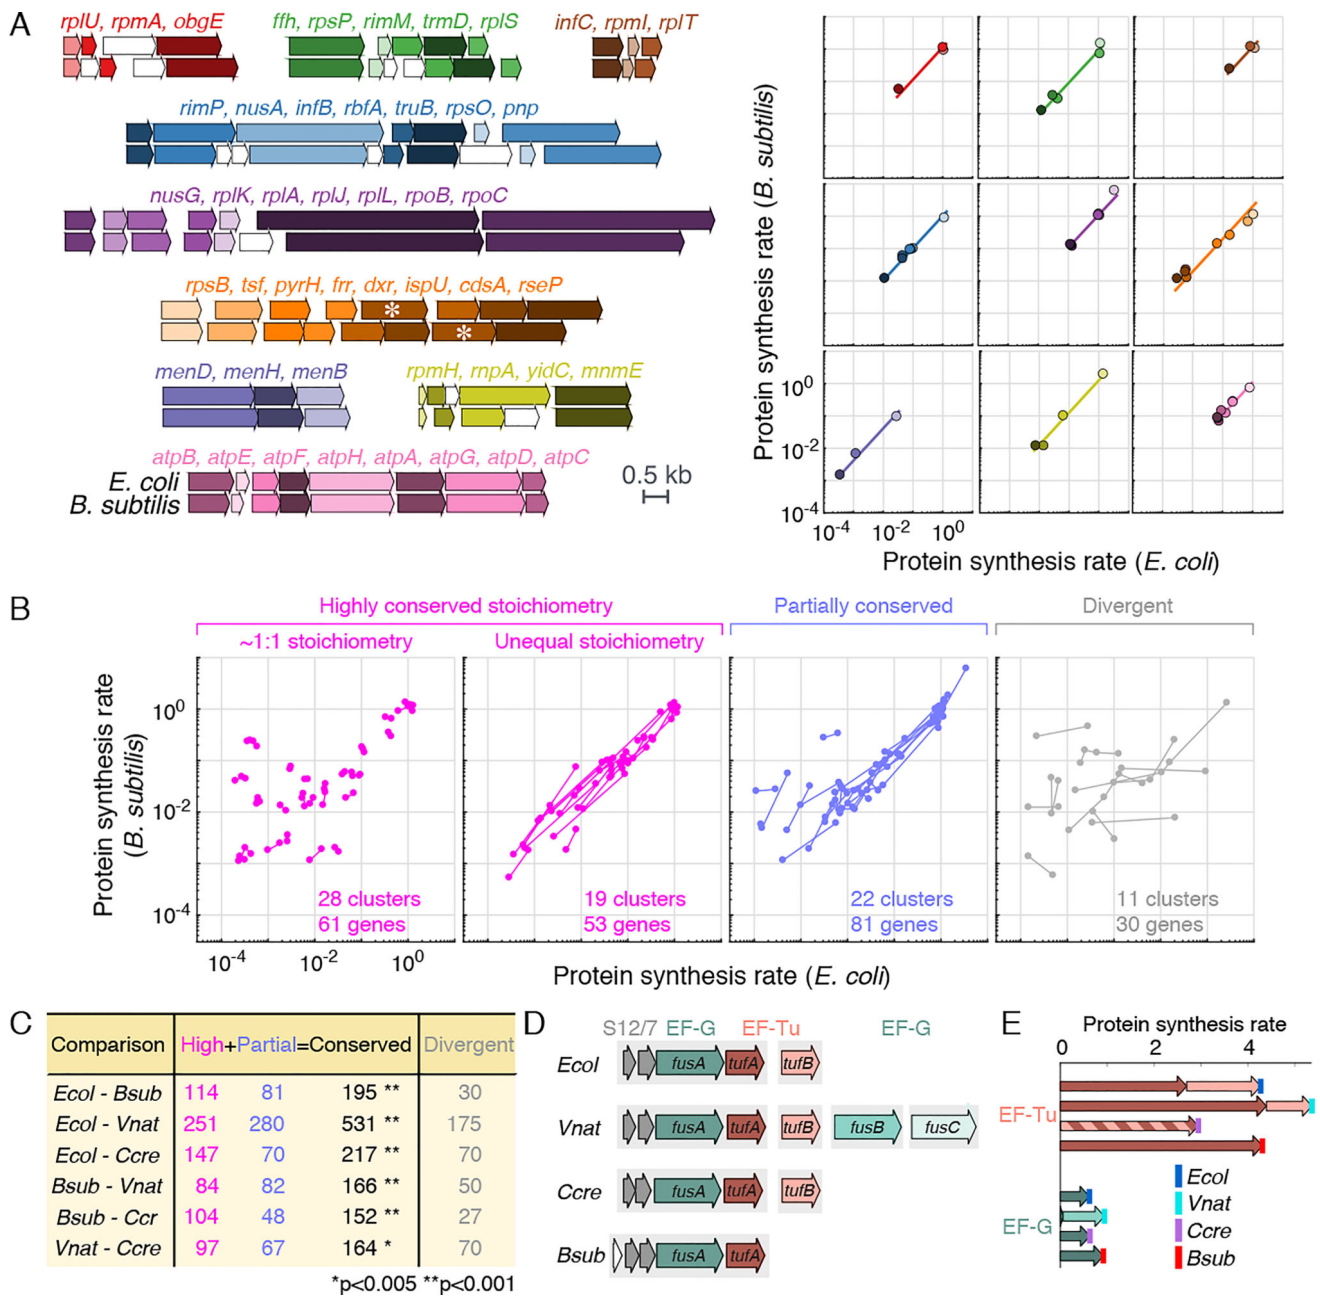 A
rplU, rpmA, obgE
ffh, rpsP, rimM, trmD, rplS
infC, rpmI, rplT
rimP, nusA, infB, rbfA, truB, rpsO, pnp
nusG, rplK, rplA, rplJ, rplL, rpoB, rpoC
rpsB, tsf, pyrH, frr, dxr, ispU, cdsA, rseP
*
*
menD, menH, menB
rpmH, rnpA, yidC, mnmE
atpB, atpE, atpF, atpH, atpA, atpG, atpD, atpC
E. coli
B. subtilis
0.5 kb
Protein synthesis rate (B. subtilis)
10⁰
10⁻²
10⁻⁴
10⁻⁴ 10⁻² 10⁰
Protein synthesis rate (E. coli)
B
Highly conserved stoichiometry
Partially conserved
Divergent
~1:1 stoichiometry
Unequal stoichiometry
Protein synthesis rate
(B. subtilis)
10⁰
10⁻²
10⁻⁴
28 clusters
61 genes
19 clusters
53 genes
22 clusters
81 genes
11 clusters
30 genes
10⁻⁴ 10⁻² 10⁰
Protein synthesis rate (E. coli)
C
Comparison High+Partial=Conserved Divergent
Ecol - Bsub 114 81 195 ** 30
Ecol - Vnat 251 280 531 ** 175
Ecol - Ccre 147 70 217 ** 70
Bsub - Vnat 84 82 166 ** 50
Bsub - Ccr 104 48 152 ** 27
Vnat - Ccre 97 67 164 * 70
*p<0.005 **p<0.001
D
S12/7 EF-G EF-Tu EF-G
Ecol fusA tufA tufB
Vnat fusA tufA tufB fusB fusC
Ccre fusA tufA tufB
Bsub fusA tufA
E
Protein synthesis rate
0 2 4
EF-Tu
EF-G
Ecol
Vnat
Ccre
Bsub